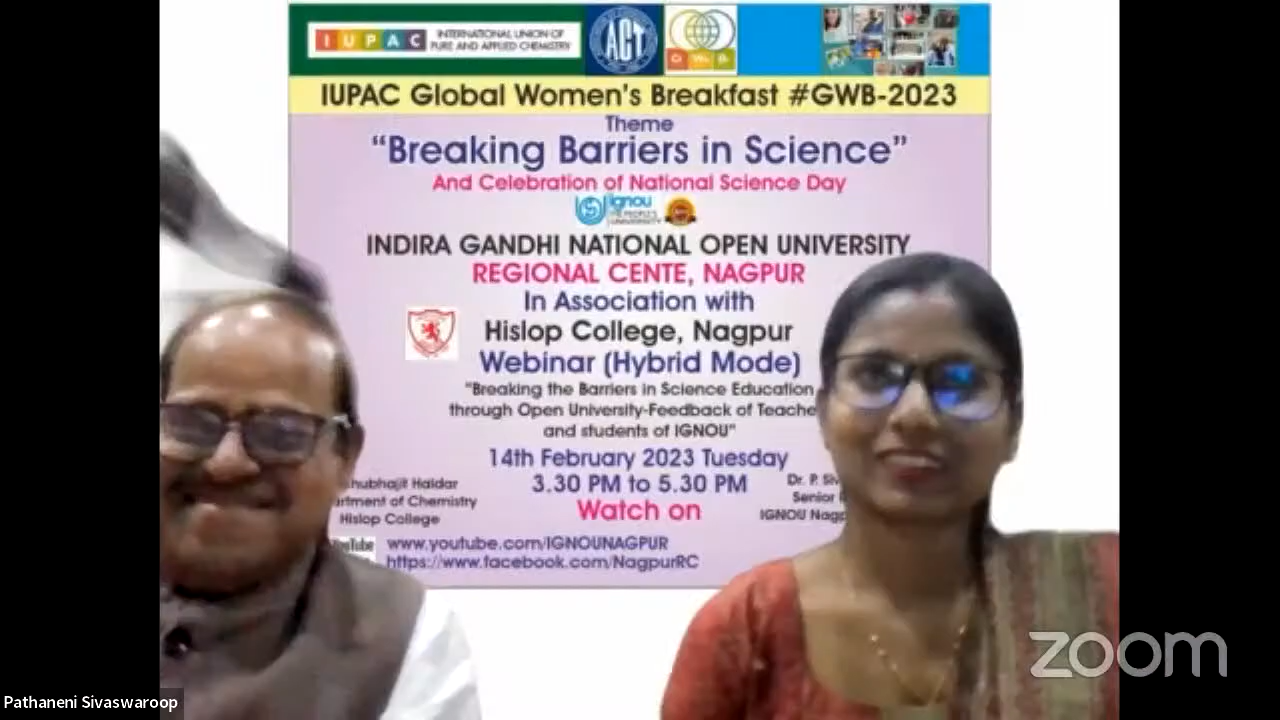 IUPAC INTERNATIONAL UNION OF
PURE AND APPLIED CHEMISTRY
ACT
IUPAC Global Women's Breakfast #GWB-2023
Theme
"Breaking Barriers in Science"
And Celebration of National Science Day
ignou
THE PEOPLE'S
UNIVERSITY
INDIRA GANDHI NATIONAL OPEN UNIVERSITY
REGIONAL CENTE, NAGPUR
In Association with
Hislop College, Nagpur
Webinar (Hybrid Mode)
"Breaking the Barriers in Science Education
through Open University-Feedback of Teache
and students of IGNOU"
14th February 2023 Tuesday
3.30 PM to 5.30 PM
hubhajit Haldar
rtment of Chemistry
Hislop College
Dr. P. Siv
Senior
IGNOU Nagp
Watch on
www.youtube.com/IGNOUNAGPUR
https://www.facebook.com/NagpurRC
zoom
Pathaneni Sivaswaroop